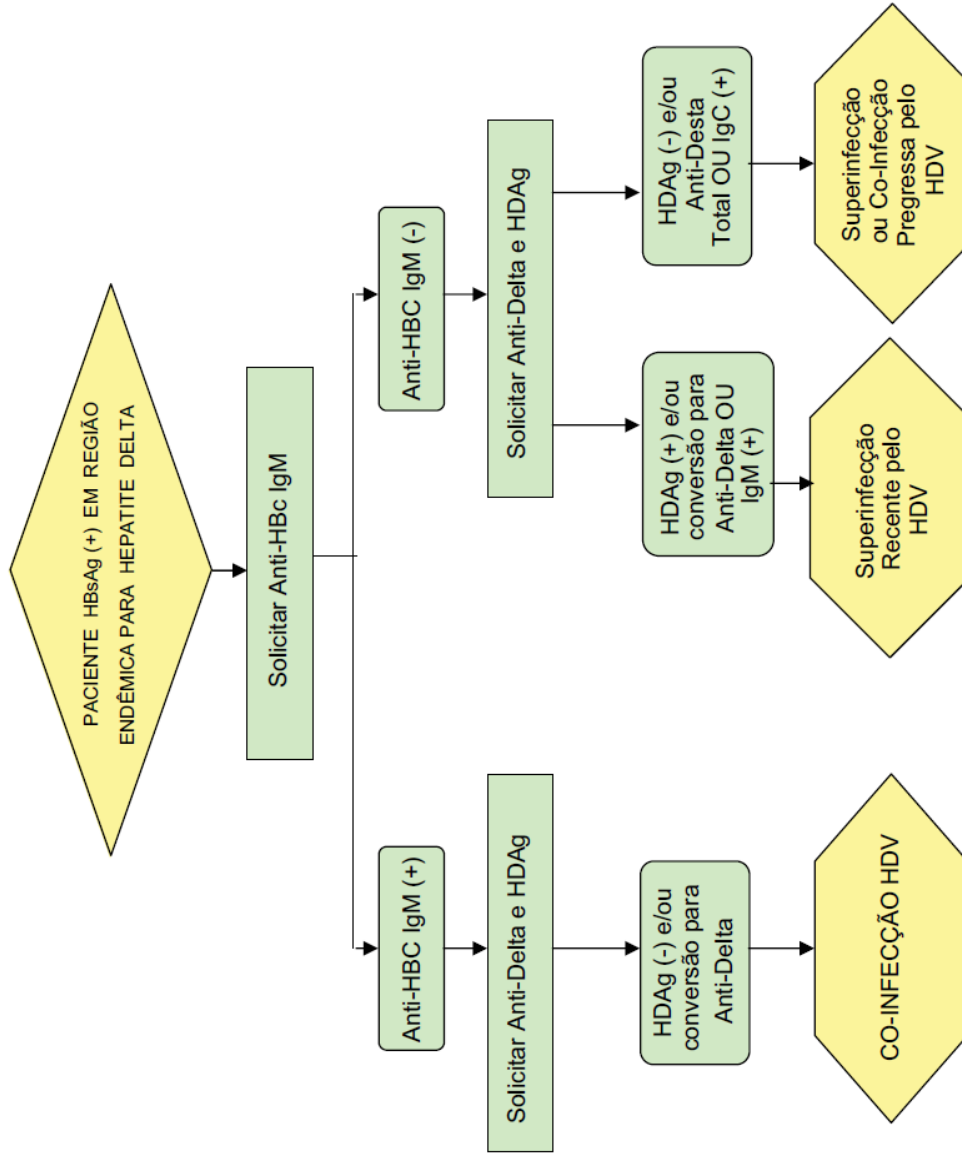 PACIENTE HBsAg (+) EM REGIÃO
ENDÊMICA PARA HEPATITE DELTA
Solicitar Anti-HBc IgM
Anti-HBC IgM (+)
Solicitar Anti-Delta e HDAg
HDAg (-) e/ou
conversão para
Anti-Delta
CO-INFECÇÃO HDV
Anti-HBC IgM (-)
Solicitar Anti-Delta e HDAg
HDAg (+) e/ou
conversão para
Anti-Delta OU
IgM (+)
Superinfecção
Recente pelo
HDV
HDAg (-) e/ou
Anti-Desta
Total OU IgC (+)
Superinfecção
ou Co-Infecção
Pregressa pelo
HDV